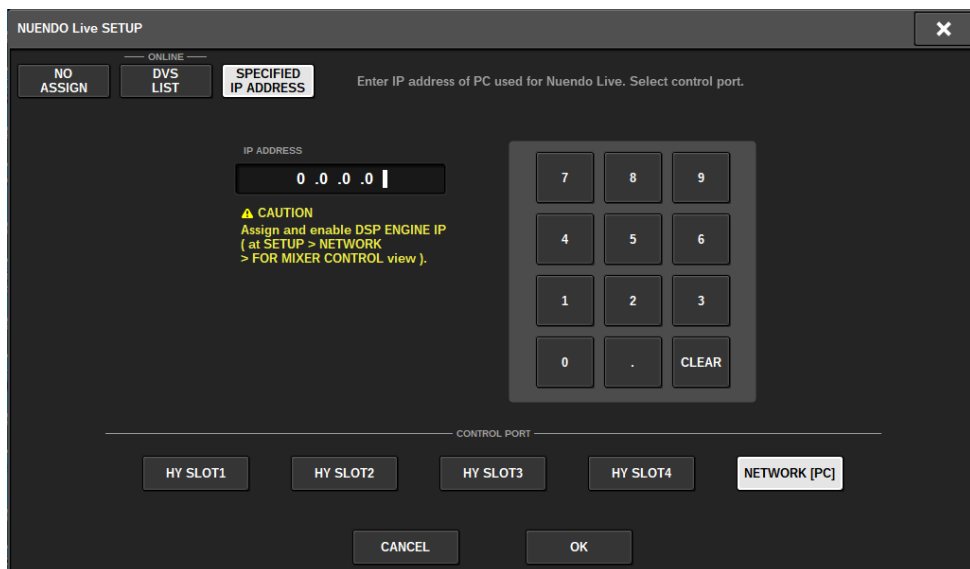 NUENDO Live SETUP
ONLINE
NO ASSIGN
DVS LIST
SPECIFIED IP ADDRESS
Enter IP address of PC used for Nuendo Live. Select control port.
IP ADDRESS
0 .0 .0 .0
CAUTION
Assign and enable DSP ENGINE IP
( at SETUP > NETWORK
> FOR MIXER CONTROL view ).
7 8 9
4 5 6
1 2 3
0 . CLEAR
CONTROL PORT
HY SLOT1 HY SLOT2 HY SLOT3 HY SLOT4 NETWORK [PC]
CANCEL OK